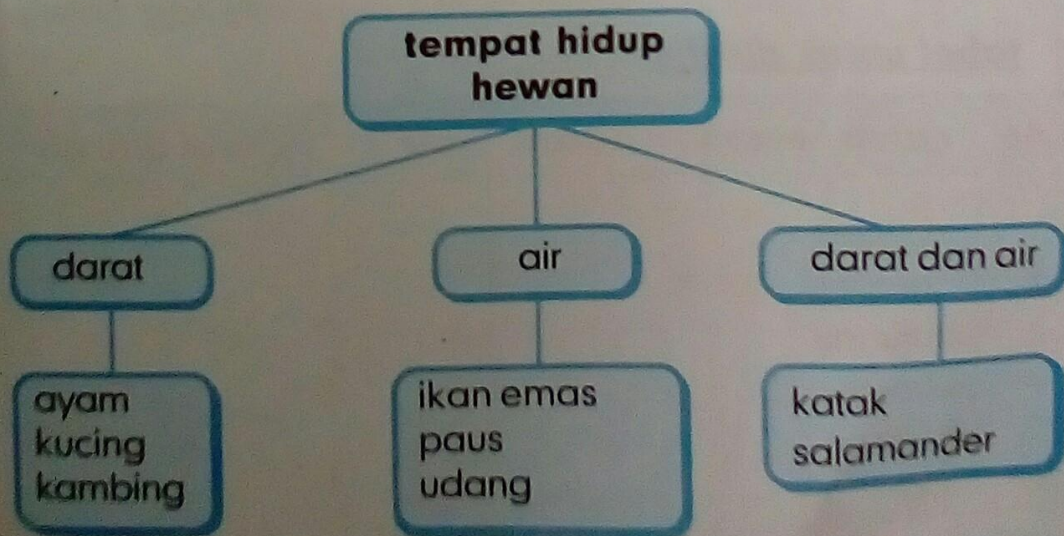 tempat hidup
hewan
darat
air
darat dan air
ayam
kucing
kambing
ikan emas
paus
udang
katak
salamander